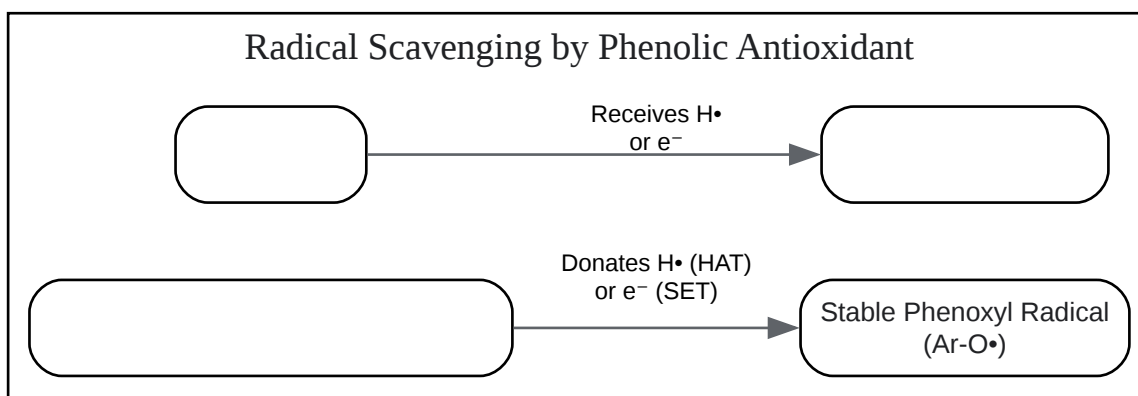 Radical Scavenging by Phenolic Antioxidant
Receives H•
or e⁻
Donates H• (HAT)
or e⁻ (SET)
Stable Phenoxyl Radical
(Ar-O•)